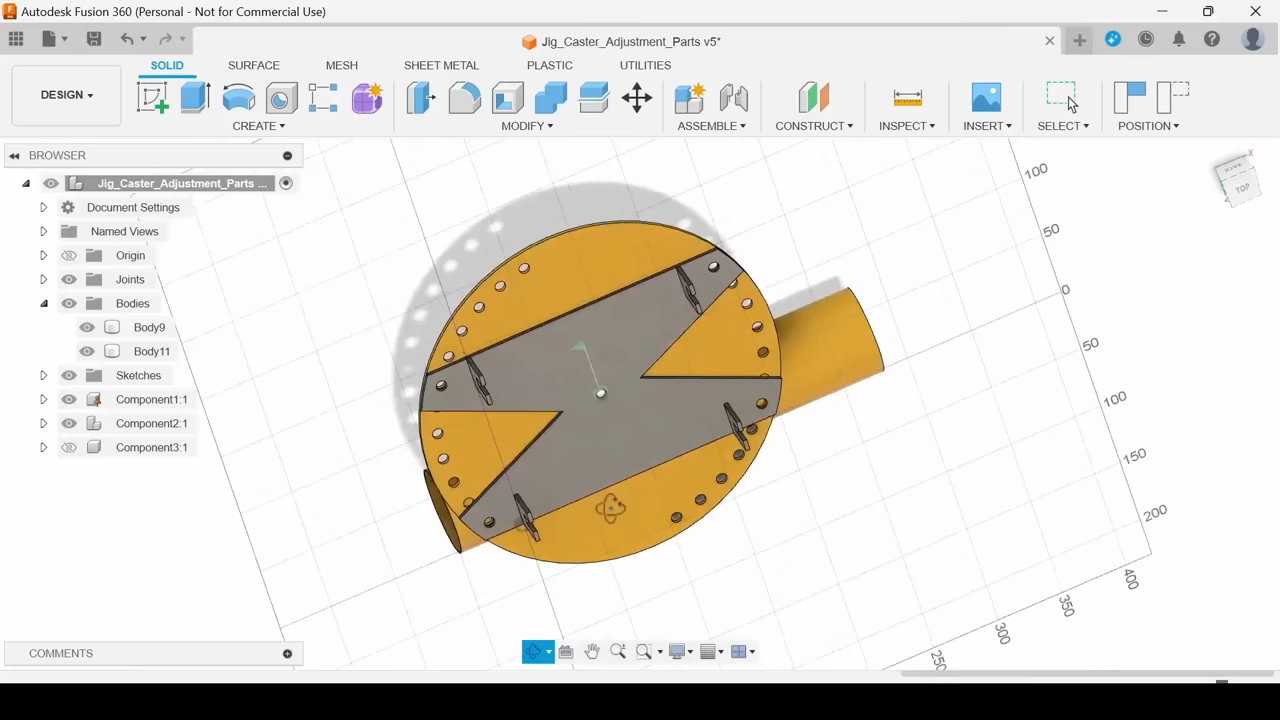 Autodesk Fusion 360 (Personal - Not for Commercial Use)
Jig_Caster_Adjustment_Parts v5*
SOLID SURFACE MESH SHEET METAL PLASTIC UTILITIES
DESIGN
CREATE MODIFY ASSEMBLE CONSTRUCT INSPECT INSERT SELECT POSITION
BROWSER
Jig_Caster_Adjustment_Parts ...
Document Settings
Named Views
Origin
Joints
Bodies
Body9
Body11
Sketches
Component1:1
Component2:1
Component3:1
BACK
TOP
X
100
50
0
50
100
150
200
400
350
300
250
COMMENTS